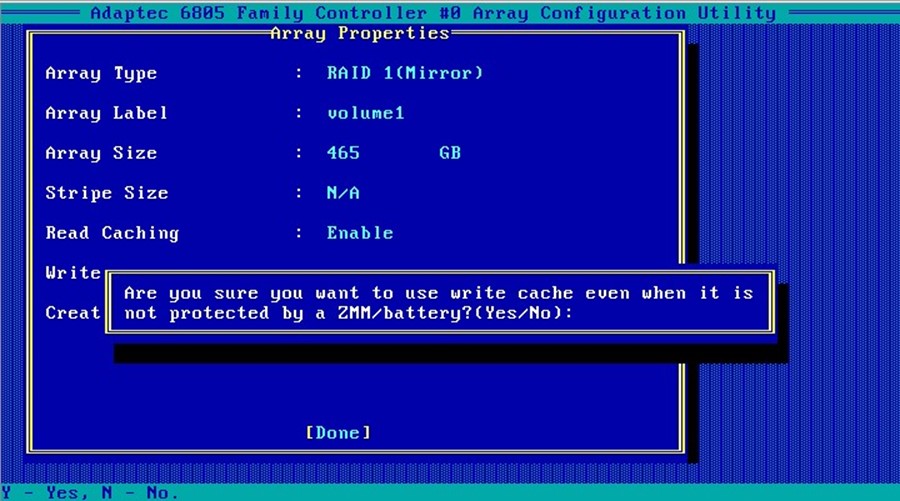 Adaptec 6805 Family Controller #0 Array Configuration Utility
Array Properties
Array Type : RAID 1(Mirror)
Array Label : volume1
Array Size : 465 GB
Stripe Size : N/A
Read Caching : Enable
Write
Creat
Are you sure you want to use write cache even when it is
not protected by a ZMM/battery?(Yes/No):
[Done]
Y - Yes, N - No.